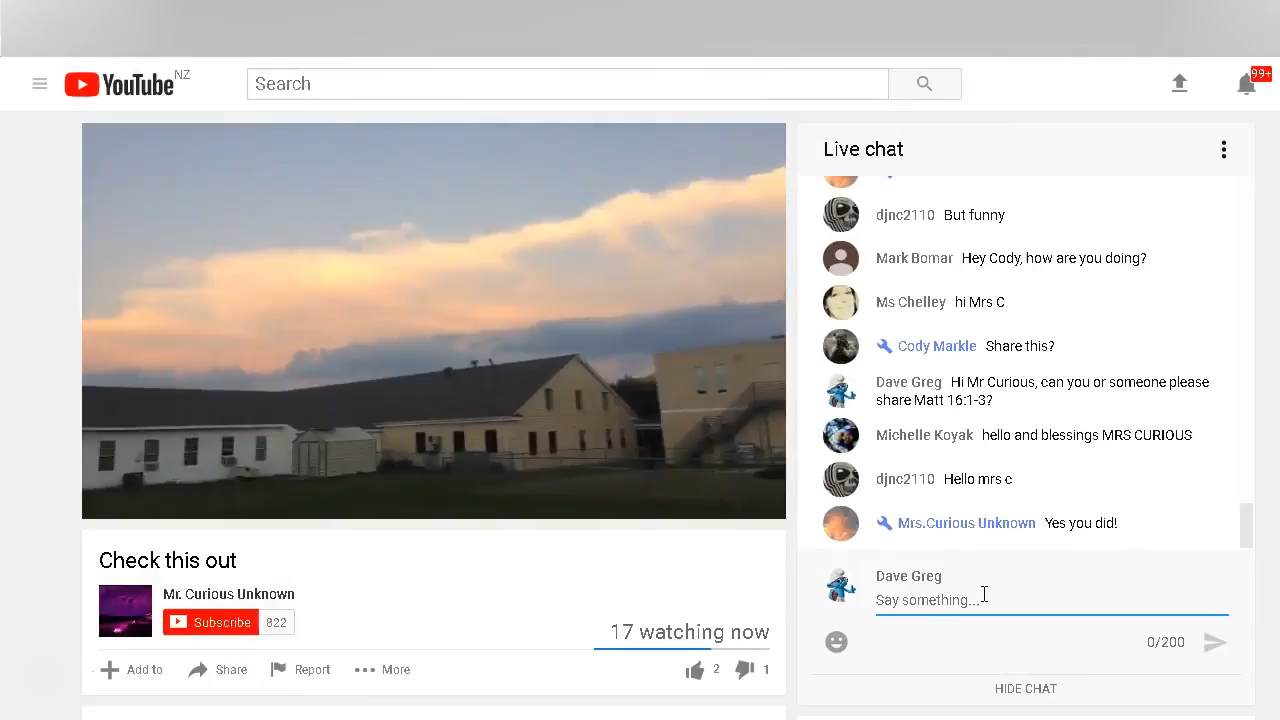 YouTube NZ
Search
99+
Live chat
djnc2110 But funny
Mark Bomar Hey Cody, how are you doing?
Ms Chelley hi Mrs C
Cody Markle Share this?
Dave Greg Hi Mr Curious, can you or someone please
share Matt 16:1-3?
Michelle Koyak hello and blessings MRS CURIOUS
djnc2110 Hello mrs c
Mrs.Curious Unknown Yes you did!
Dave Greg
Say something...
0/200
HIDE CHAT
Check this out
Mr. Curious Unknown
Subscribe 822
17 watching now
Add to Share Report More 2 1